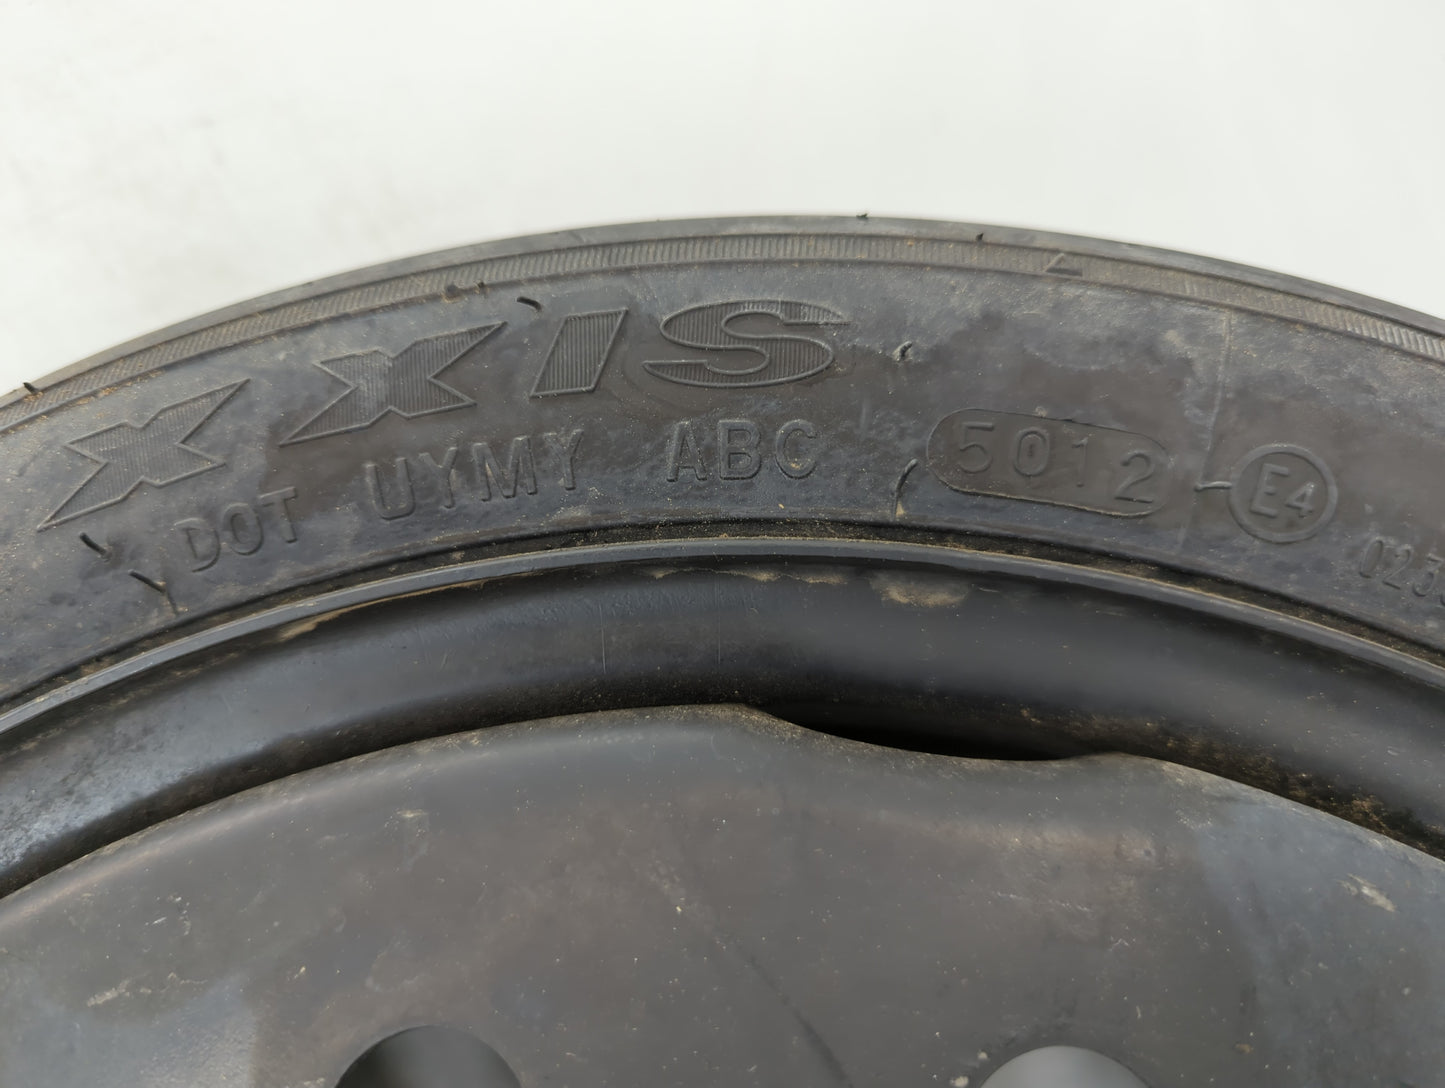 XXIS
DOT UYMY ABC 5012 E4